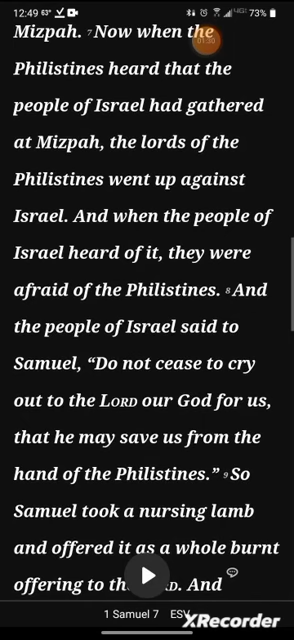 12:49 63° 4G 73%
Mizpah. 7 Now when the
01:30
Philistines heard that the
people of Israel had gathered
at Mizpah, the lords of the
Philistines went up against
Israel. And when the people of
Israel heard of it, they were
afraid of the Philistines. 8 And
the people of Israel said to
Samuel, “Do not cease to cry
out to the LORD our God for us,
that he may save us from the
hand of the Philistines.” 9 So
Samuel took a nursing lamb
and offered it as a whole burnt
offering to the And
1 Samuel 7 ESV
XRecorder